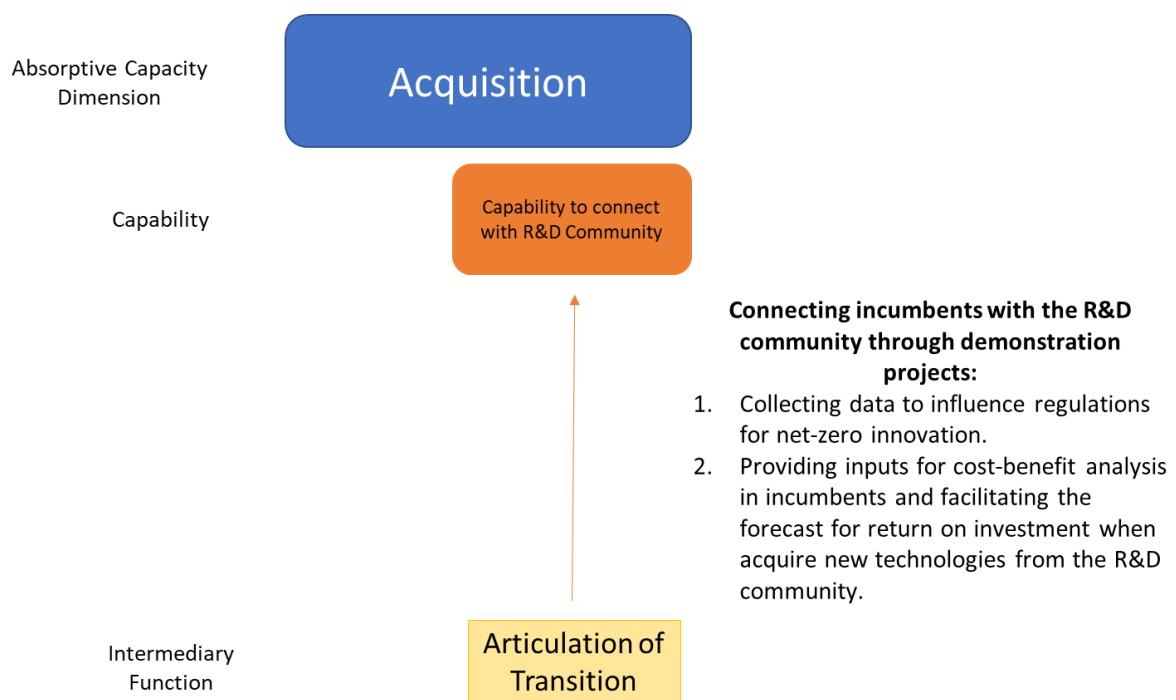 Absorptive Capacity
Dimension
Acquisition
Capability
Capability to connect
with R&D Community
Connecting incumbents with the R&D
community through demonstration
projects:
1. Collecting data to influence regulations
for net-zero innovation.
2. Providing inputs for cost-benefit analysis
in incumbents and facilitating the
forecast for return on investment when
acquire new technologies from the R&D
community.
Intermediary
Function
Articulation of
Transition